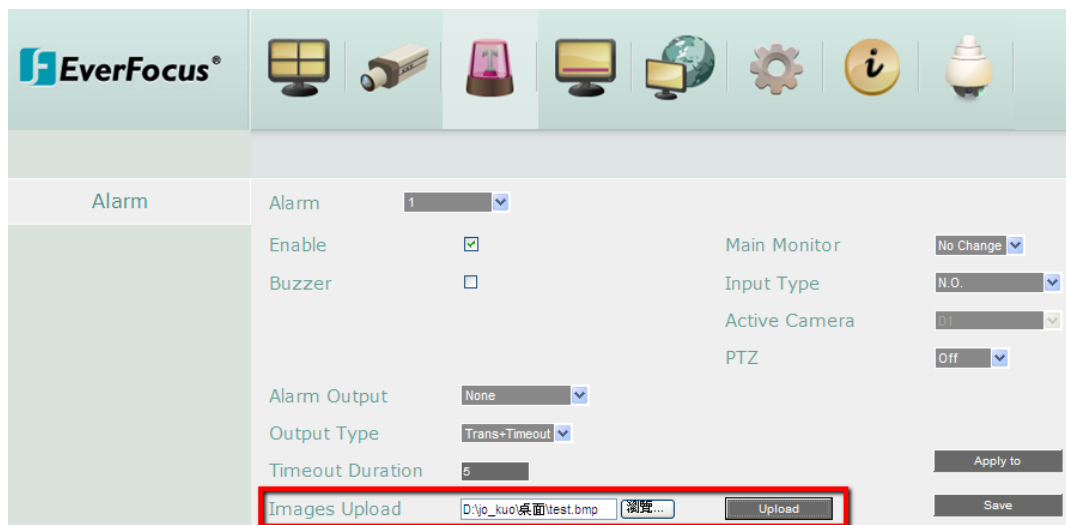 EverFocus®
Alarm
Alarm 1
Enable
Main Monitor No Change
Buzzer
Input Type N.O.
Active Camera D1
PTZ Off
Alarm Output None
Output Type Trans+Timeout
Timeout Duration 5
Apply to
Images Upload D:\jo_kuo\桌面\test.bmp 瀏覽... Upload
Save